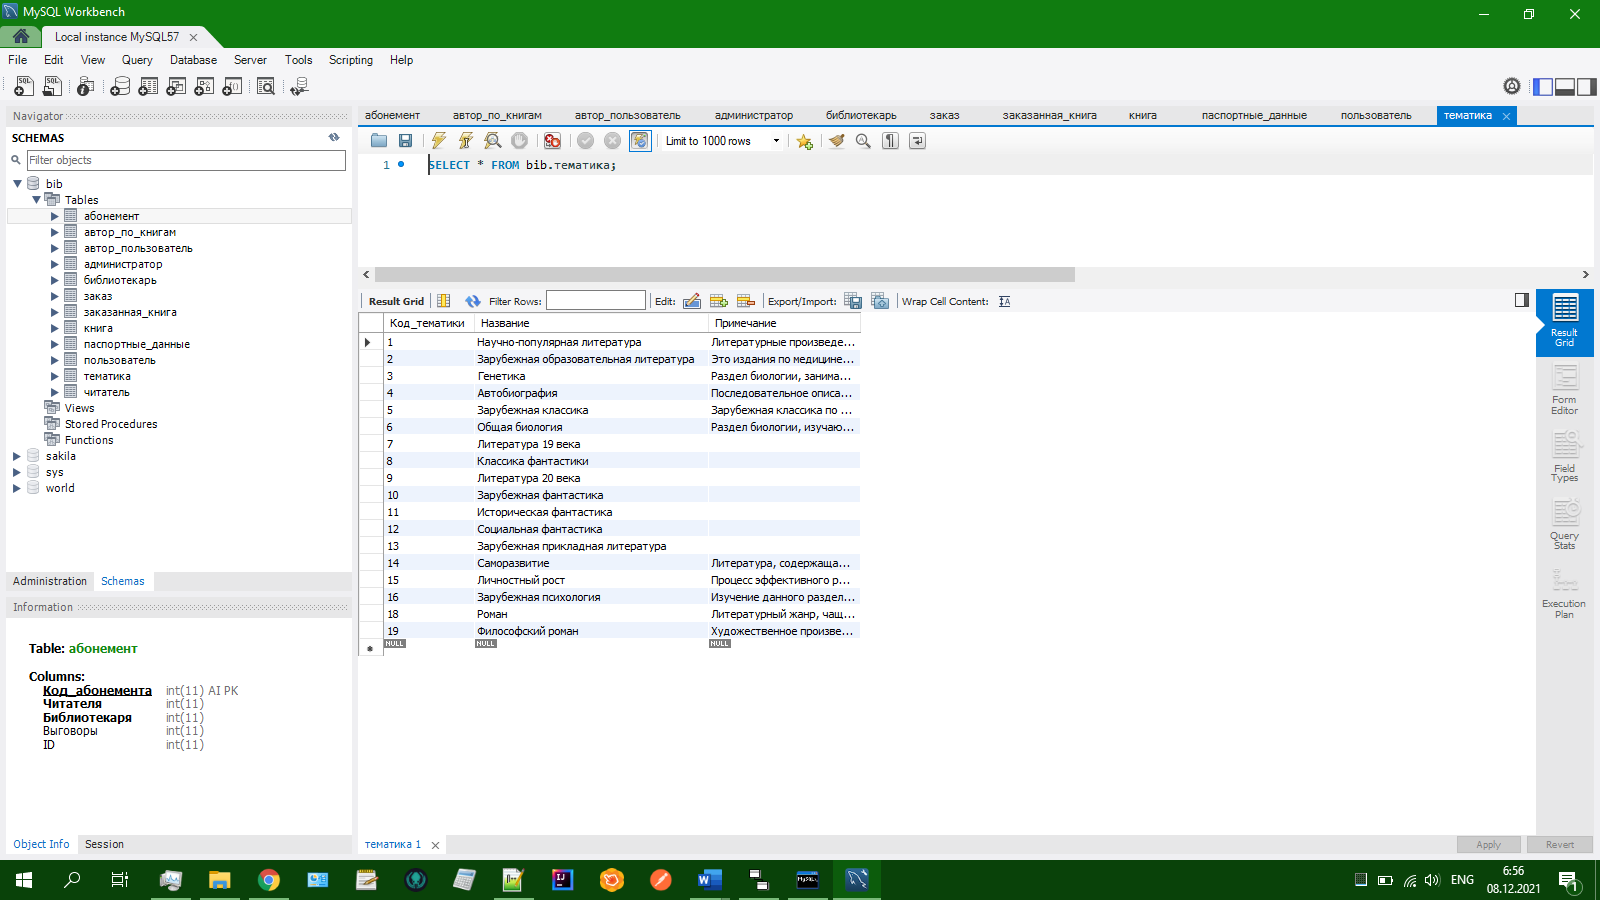 MySQL Workbench
Local instance MySQL57
File Edit View Query Database Server Tools Scripting Help
Navigator
SCHEMAS
Filter objects
bib
Tables
абонемент
автор_по_книгам
автор_пользователь
администратор
библиотекарь
заказ
заказанная_книга
книга
паспортные_данные
пользователь
тематика
читатель
Views
Stored Procedures
Functions
sakila
sys
world
Administration Schemas
Information
Table: абонемент
Columns:
Код_абонемента int(11) AI PK
Читателя int(11)
Библиотекаря int(11)
Выговоры int(11)
ID int(11)
Object Info Session
абонемент автор_по_книгам автор_пользователь администратор библиотекарь заказ заказанная_книга книга паспортные_данные пользователь тематика
Limit to 1000 rows
1 SELECT * FROM bib.тематика;
Result Grid Filter Rows: Edit: Export/Import: Wrap Cell Content:
Код_тематики Название Примечание
1 Научно-популярная литература Литературные произведе...
2 Зарубежная образовательная литература Это издания по медицине...
3 Генетика Раздел биологии, занима...
4 Автобиография Последовательное описа...
5 Зарубежная классика Зарубежная классика по ...
6 Общая биология Раздел биологии, изучаю...
7 Литература 19 века
8 Классика фантастики
9 Литература 20 века
10 Зарубежная фантастика
11 Историческая фантастика
12 Социальная фантастика
13 Зарубежная прикладная литература
14 Саморазвитие Литература, содержаща...
15 Личностный рост Процесс эффективного р...
16 Зарубежная психология Изучение данного раздел...
18 Роман Литературный жанр, чащ...
19 Философский роман Художественное произве...
NULL NULL NULL
Result
Grid
Form
Editor
Field
Types
Query
Stats
Execution
Plan
тематика 1
Apply Revert
ENG
6:56
08.12.2021
1